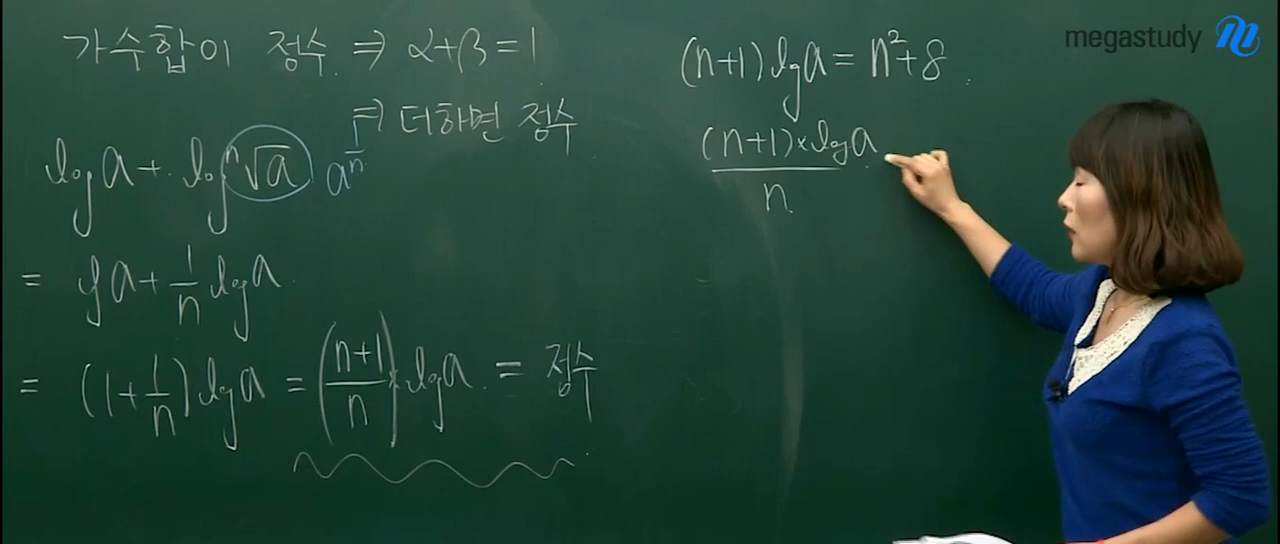 가수합이 정수 ⇒ α+β=1
⇒ 더하면 정수
log a + log ⁿ√a a^(1/n)
= log a + 1/n log a
= (1+1/n) log a = (n+1/n)×log a = 정수
megastudy
(n+1) log a = n²+8
(n+1)×log a
n